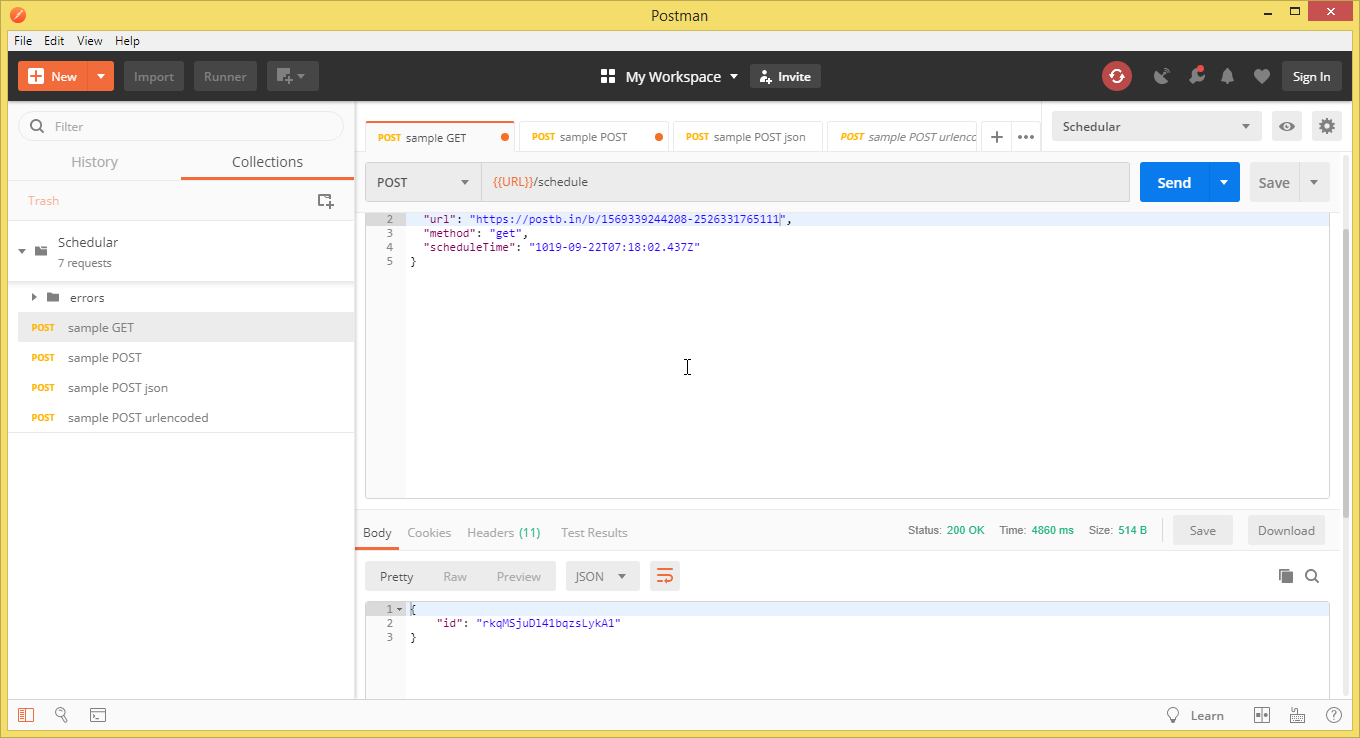 Postman
File Edit View Help
New Import Runner My Workspace Invite Sign In
Filter
History Collections
Trash
Schedular
7 requests
errors
POST sample GET
POST sample POST
POST sample POST json
POST sample POST urlencoded
POST sample GET POST sample POST POST sample POST json POST sample POST urlenco Schedular
POST {{URL}}/schedule Send Save
2 "url": "https://postb.in/b/1569339244208-2526331765111",
3 "method": "get",
4 "scheduleTime": "1019-09-22T07:18:02.437Z"
5 }
Body Cookies Headers (11) Test Results Status: 200 OK Time: 4860 ms Size: 514 B Save Download
Pretty Raw Preview JSON
1 {
2 "id": "rkqMSjuDl41bqzsLykA1"
3 }
Learn